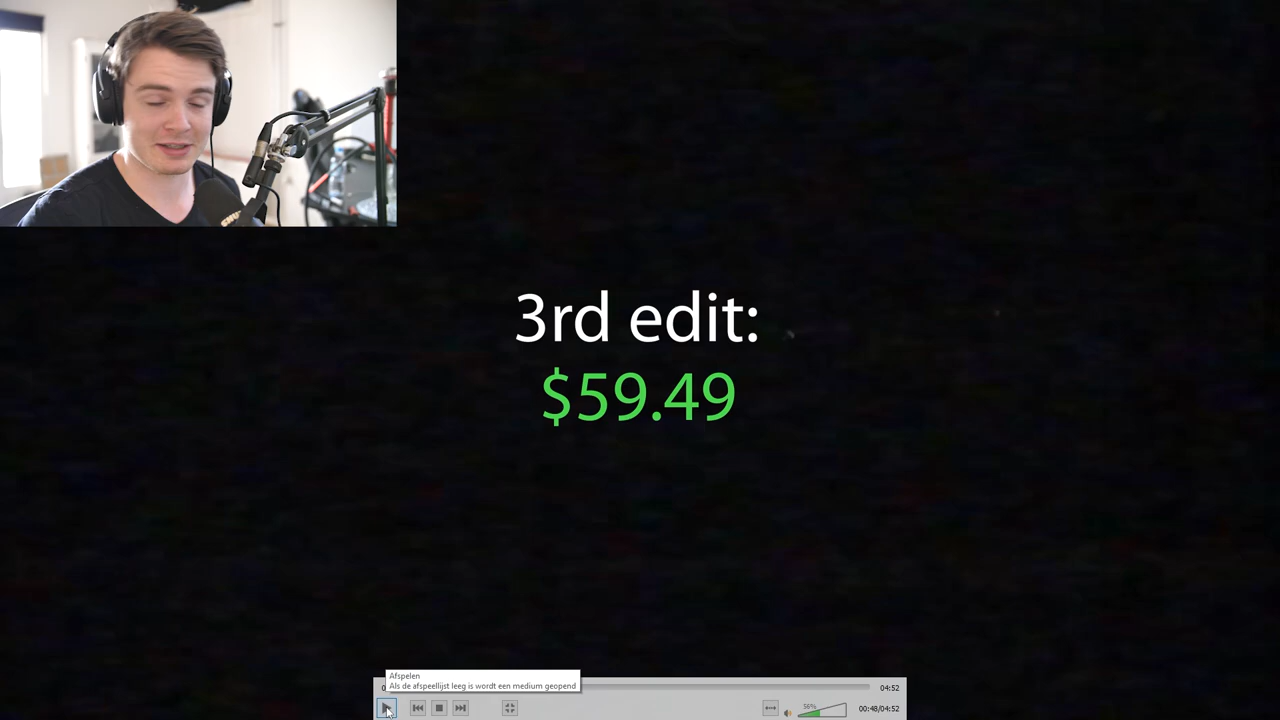 3rd edit:
$59.49
Afspelen
Als de afspeellijst leeg is wordt een medium geopend
04:52
56%
00:48/04:52